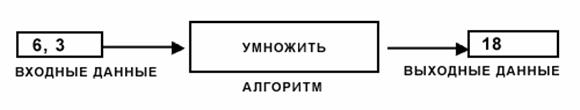 6, 3
УМНОЖИТЬ
18
ВХОДНЫЕ ДАННЫЕ
АЛГОРИТМ
ВЫХОДНЫЕ ДАННЫЕ